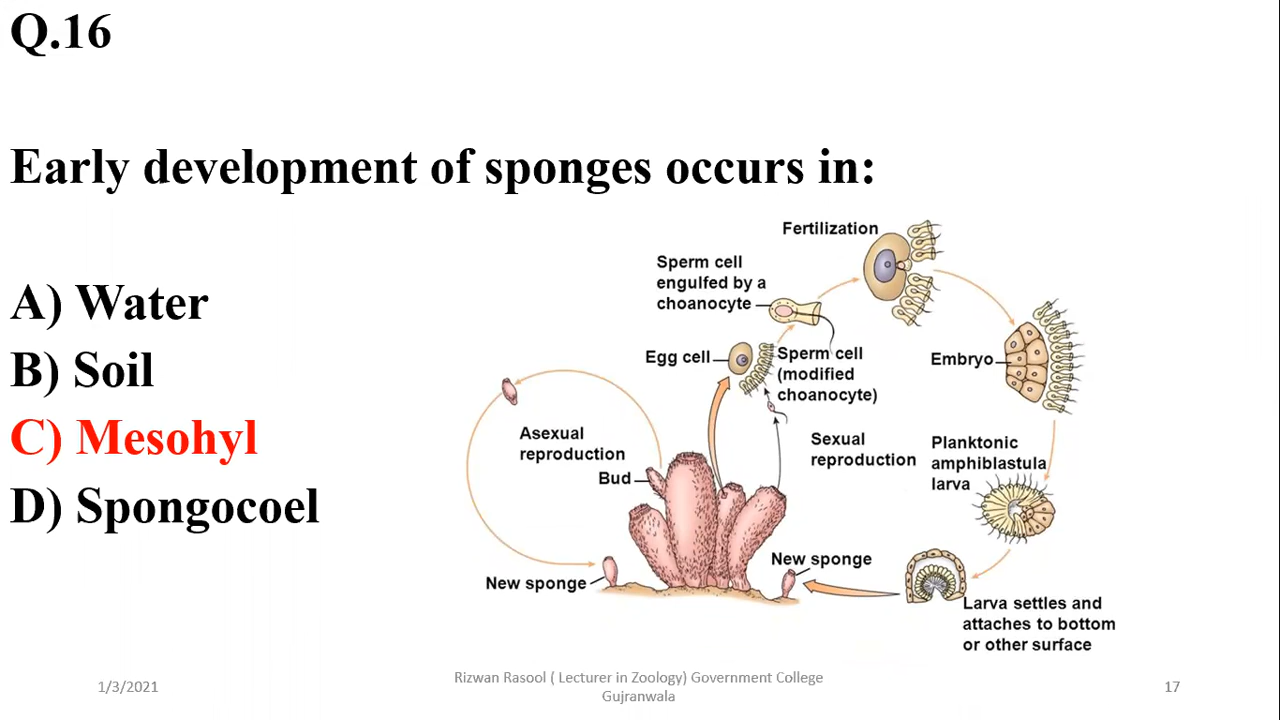 Q.16
Early development of sponges occurs in:
A) Water
B) Soil
C) Mesohyl
D) Spongocoel
Fertilization
Sperm cell
engulfed by a
choanocyte
Egg cell
Sperm cell
(modified
choanocyte)
Embryo
Asexual
reproduction
Bud
Sexual
reproduction
Planktonic
amphiblastula
larva
New sponge
New sponge
Larva settles and
attaches to bottom
or other surface
1/3/2021
Rizwan Rasool ( Lecturer in Zoology) Government College
Gujranwala
17